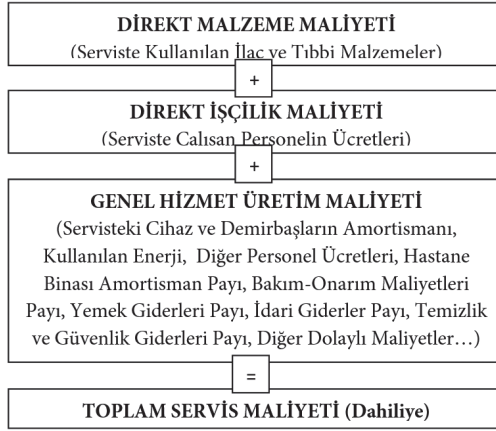 DİREKT MALZEME MALİYETİ
(Serviste Kullanılan İlaç ve Tıbbi Malzemeler)
+
DİREKT İŞÇİLİK MALİYETİ
(Serviste Çalışan Personelin Ücretleri)
+
GENEL HİZMET ÜRETİM MALİYETİ
(Servisteki Cihaz ve Demirbaşların Amortismanı,
Kullanılan Enerji, Diğer Personel Ücretleri, Hastane
Binası Amortisman Payı, Bakım-Onarım Maliyetleri
Payı, Yemek Giderleri Payı, İdari Giderler Payı, Temizlik
ve Güvenlik Giderleri Payı, Diğer Dolaylı Maliyetler…)
=
TOPLAM SERVİS MALİYETİ (Dahiliye)